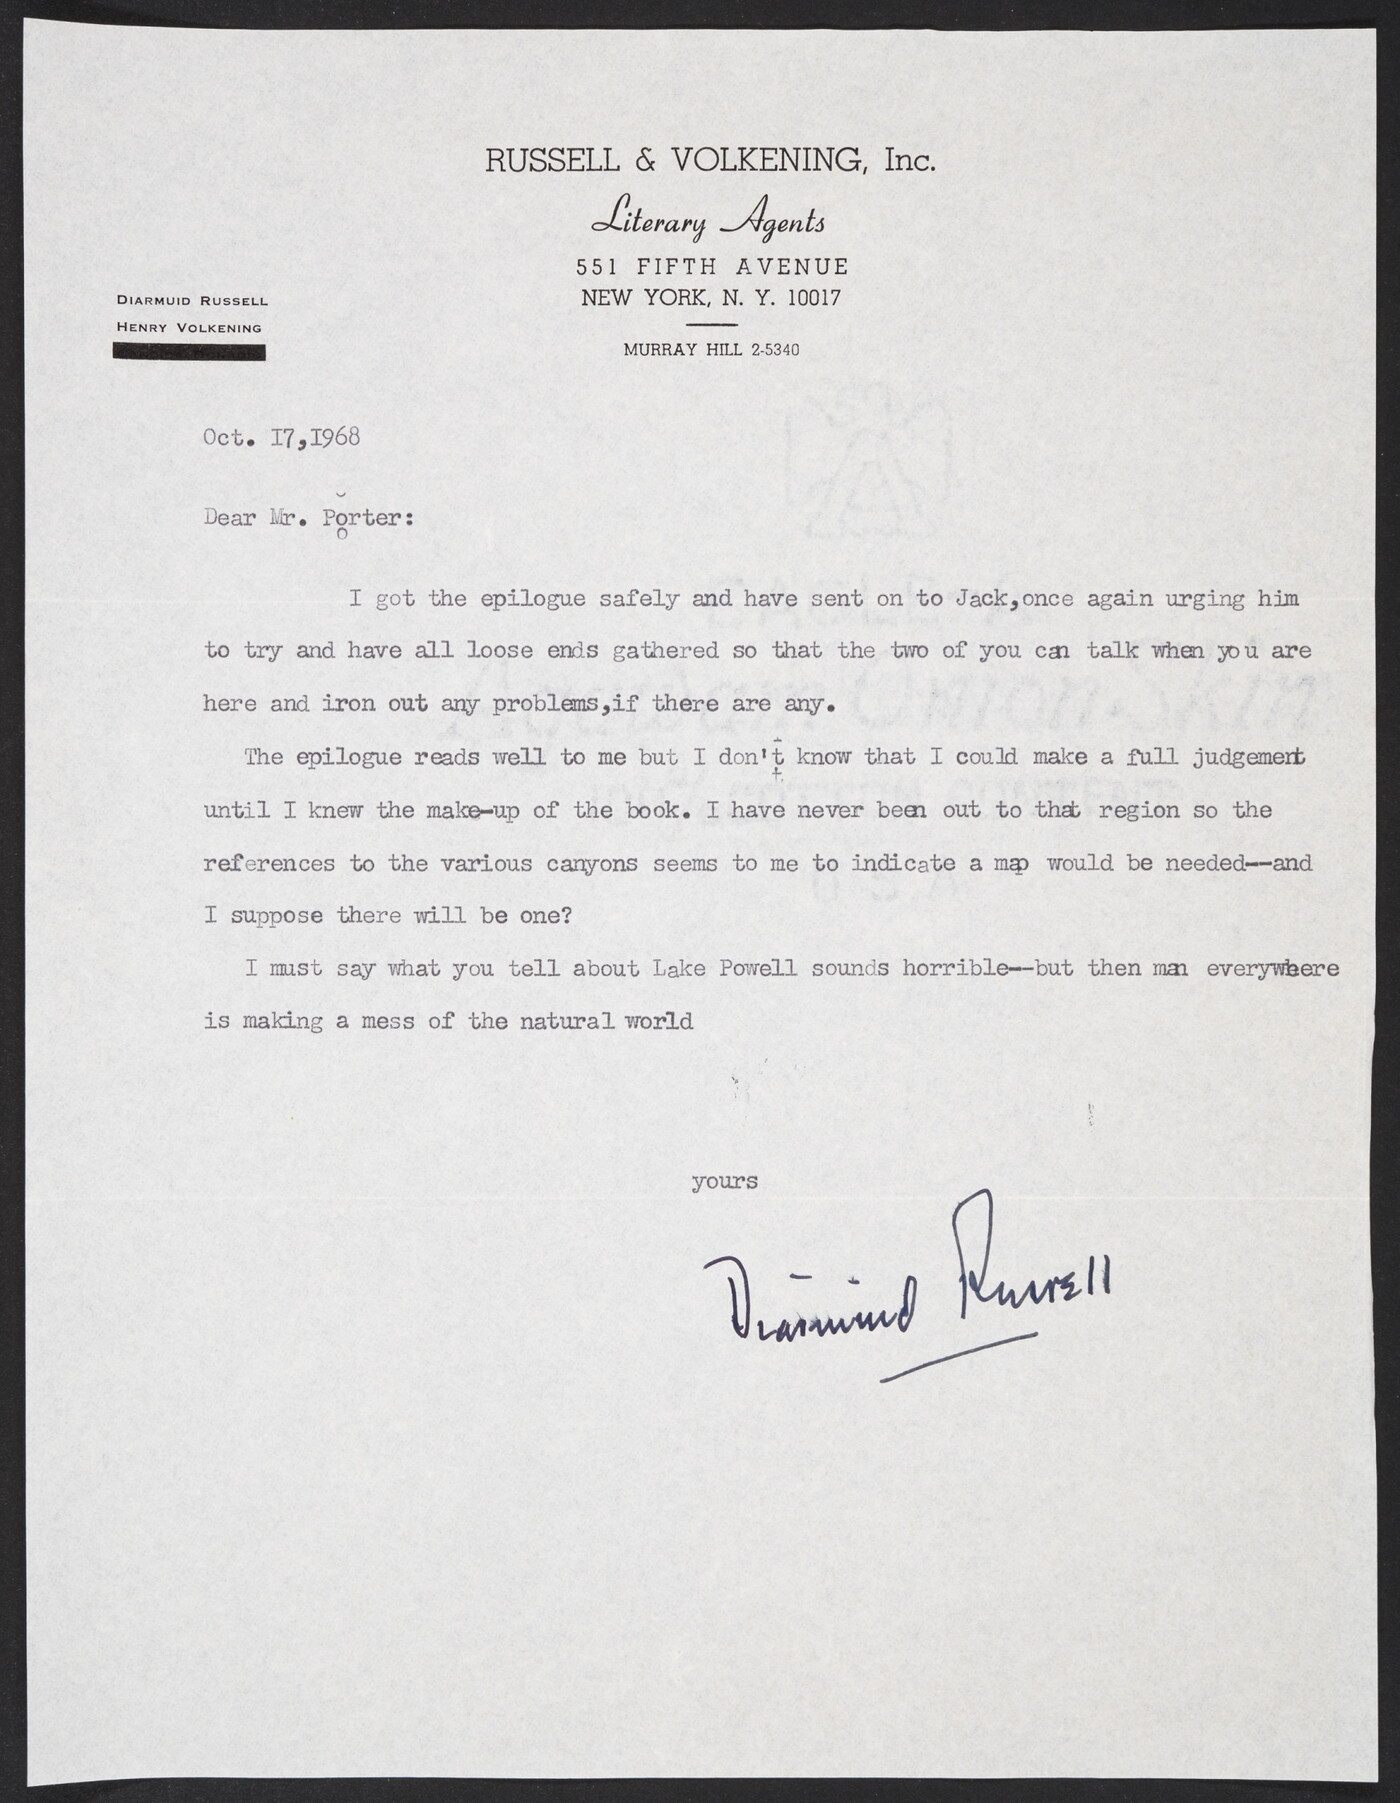 RUSSELL & VOLKENING, Inc.
Literary Agents
551 FIFTH AVENUE
NEW YORK, N. Y. 10017
MURRAY HILL 2-5340
DIARMUID RUSSELL
HENRY VOLKENING
Oct. I7,I968
Dear Mr. Porter:
I got the epilogue safely and have sent on to Jack,once again urging him
to try and have all loose ends gathered so that the two of you can talk when you are
here and iron out any problems,if there are any.
The epilogue reads well to me but I don't know that I could make a full judgement
until I knew the make-up of the book. I have never been out to that region so the
references to the various canyons seems to me to indicate a map would be needed--and
I suppose there will be one?
I must say what you tell about Lake Powell sounds horrible--but then man everywhere
is making a mess of the natural world
yours
Diarmuid Russell